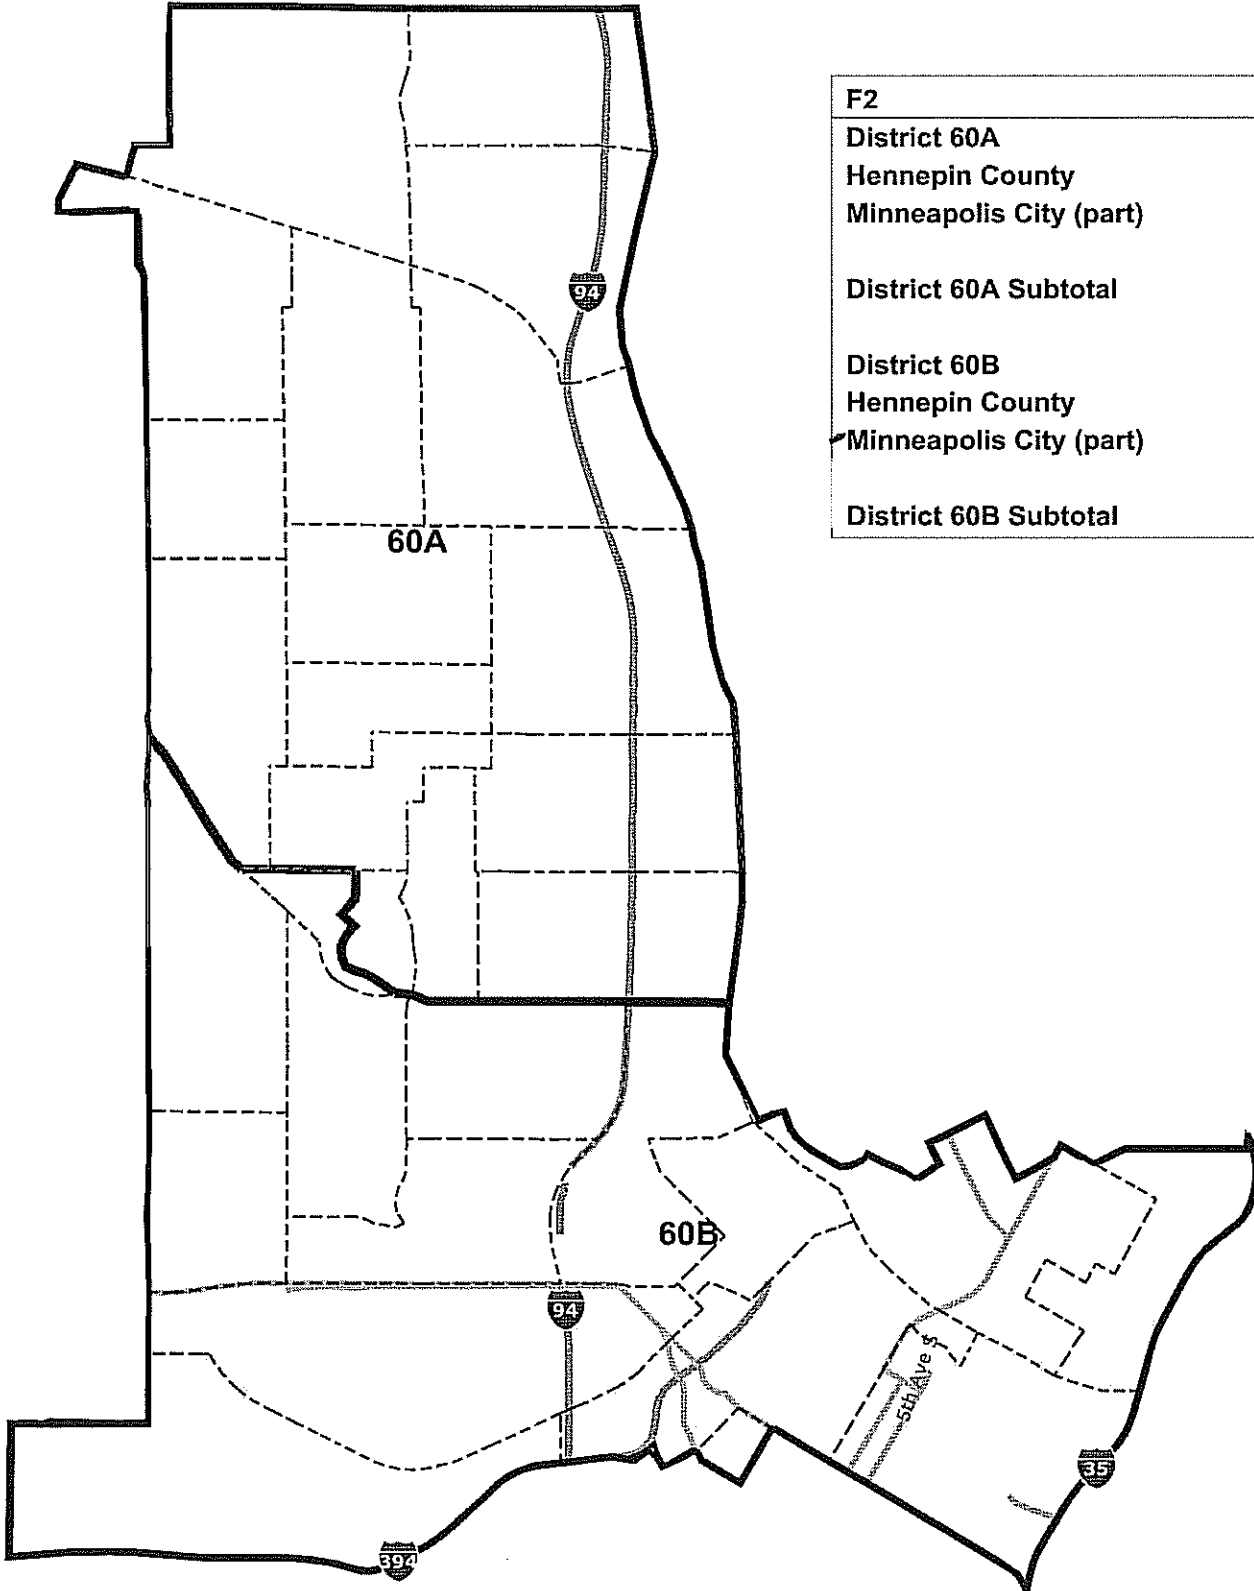 F2
District 60A
Hennepin County
Minneapolis City (part)
District 60A Subtotal
District 60B
Hennepin County
Minneapolis City (part)
District 60B Subtotal
94
60A
60B
94
5th Ave S
35
394